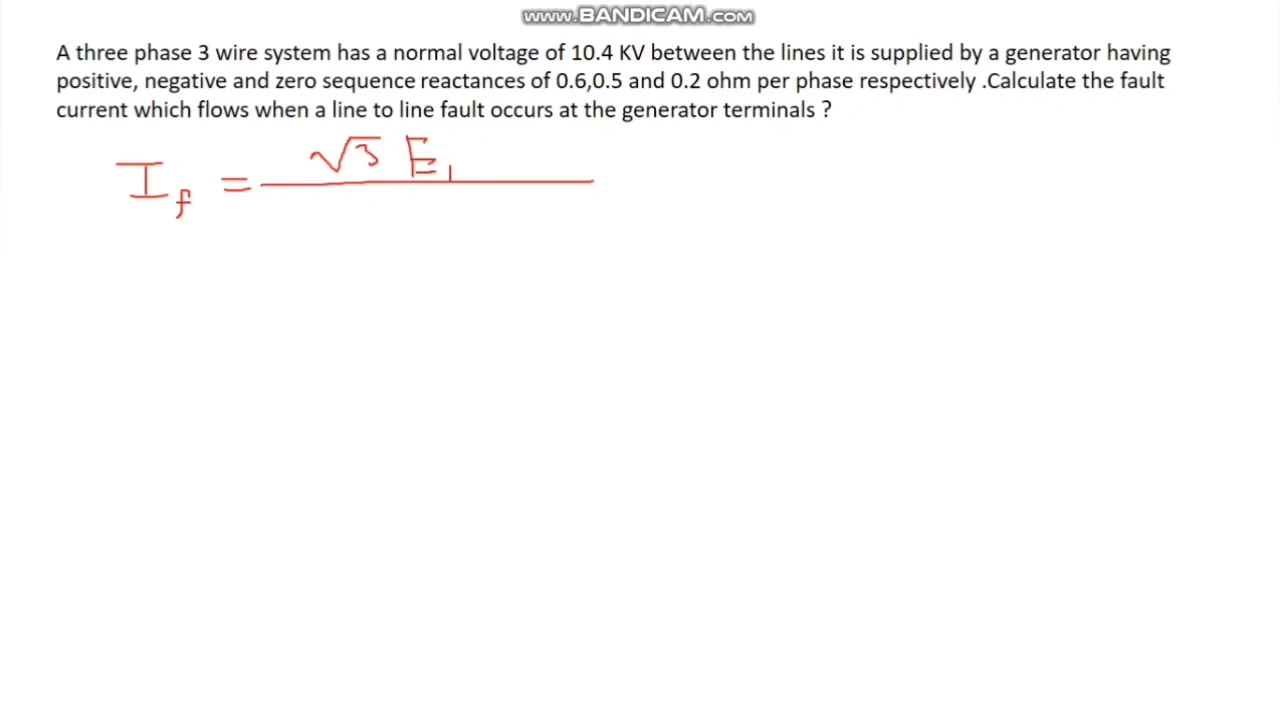 www.BANDICAM.com
A three phase 3 wire system has a normal voltage of 10.4 KV between the lines it is supplied by a generator having
positive, negative and zero sequence reactances of 0.6,0.5 and 0.2 ohm per phase respectively .Calculate the fault
current which flows when a line to line fault occurs at the generator terminals ?
√3 E₁
I_f =